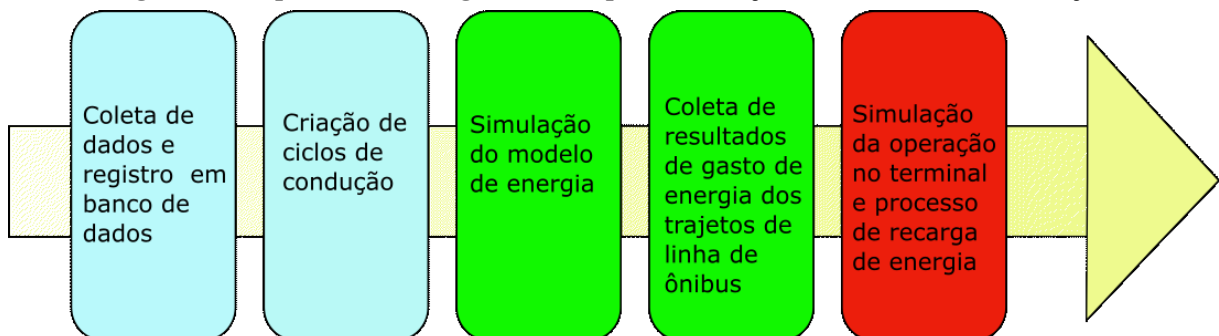 Coleta de
dados e
registro em
banco de
dados
Criação de
ciclos de
condução
Simulação
do modelo
de energia
Coleta de
resultados
de gasto de
energia dos
trajetos de
linha de
ônibus
Simulação
da operação
no terminal
e processo
de recarga
de energia